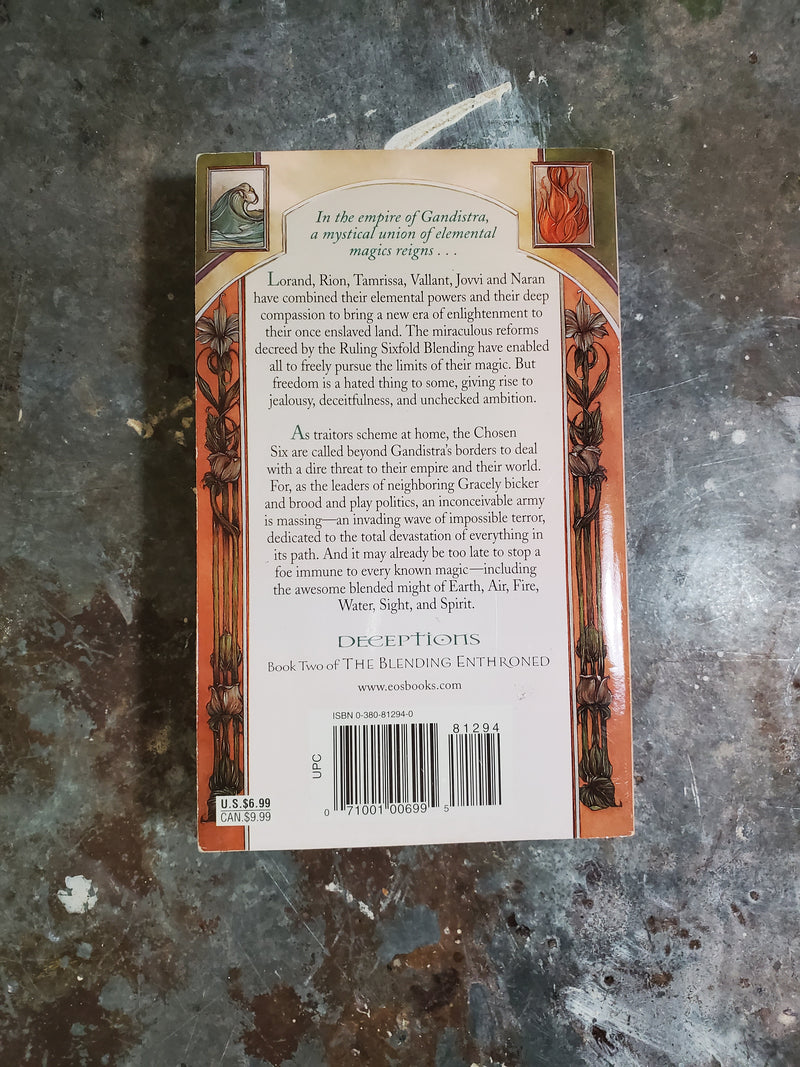 In the empire of Gandistra,
a mystical union of elemental
magics reigns . . .
Lorand, Rion, Tamrissa, Vallant, Jovvi and Naran
have combined their elemental powers and their deep
compassion to bring a new era of enlightenment to
their once enslaved land. The miraculous reforms
decreed by the Ruling Sixfold Blending have enabled
all to freely pursue the limits of their magic. But
freedom is a hated thing to some, giving rise to
jealousy, deceitfulness, and unchecked ambition.
As traitors scheme at home, the Chosen
Six are called beyond Gandistra's borders to deal
with a dire threat to their empire and their world.
For, as the leaders of neighboring Gracely bicker
and brood and play politics, an inconceivable army
is massing—an invading wave of impossible terror,
dedicated to the total devastation of everything in
its path. And it may already be too late to stop a
foe immune to every known magic—including
the awesome blended might of Earth, Air, Fire,
Water, Sight, and Spirit.
DECEPTIONS
Book Two of THE BLENDING ENTHRONED
www.eosbooks.com
ISBN 0-380-81294-0
81294
UPC
0 71001 00699 5
U.S.$6.99
CAN.$9.99